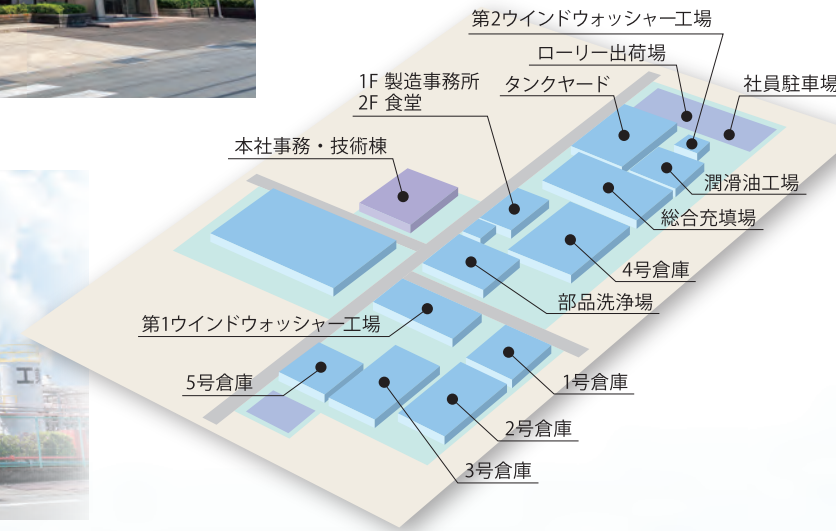 第2ウインドウォッシャー工場
ローリー出荷場
1F 製造事務所
2F 食堂
タンクヤード
社員駐車場
本社事務・技術棟
潤滑油工場
総合充填場
4号倉庫
部品洗浄場
第1ウインドウォッシャー工場
5号倉庫
1号倉庫
2号倉庫
3号倉庫
工